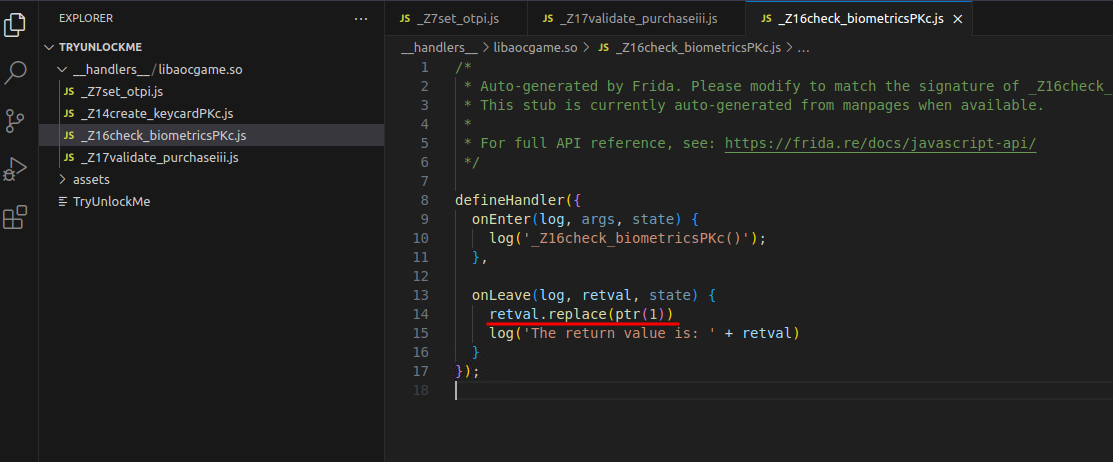 EXPLORER
···
TRYUNLOCKME
__handlers__ / libaocgame.so
JS _Z7set_otpi.js
JS _Z14create_keycardPKc.js
JS _Z16check_biometricsPKc.js
JS _Z17validate_purchaseiii.js
assets
TryUnlockMe
JS _Z7set_otpi.js
JS _Z17validate_purchaseiii.js
JS _Z16check_biometricsPKc.js ×
__handlers__ > libaocgame.so > JS _Z16check_biometricsPKc.js > ...
1 /*
2  * Auto-generated by Frida. Please modify to match the signature of _Z16check_
3  * This stub is currently auto-generated from manpages when available.
4  *
5  * For full API reference, see: https://frida.re/docs/javascript-api/
6  */
7
8 defineHandler({
9   onEnter(log, args, state) {
10     log('_Z16check_biometricsPKc()');
11   },
12
13   onLeave(log, retval, state) {
14     retval.replace(ptr(1))
15     log('The return value is: ' + retval)
16   }
17 });
18